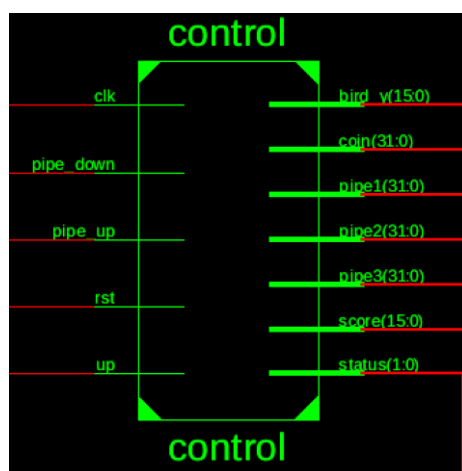 control
clk
pipe_down
pipe_up
rst
up
bird_y(15:0)
coin(31:0)
pipe1(31:0)
pipe2(31:0)
pipe3(31:0)
score(15:0)
status(1:0)
control